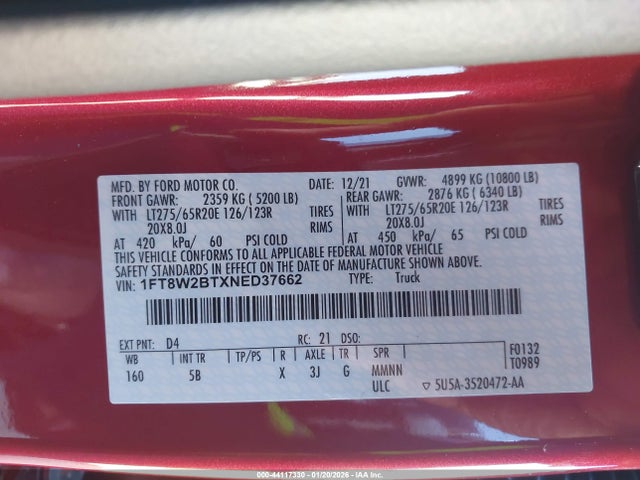 MFD. BY FORD MOTOR CO. DATE: 12/21 GVWR: 4899 KG (10800 LB)
FRONT GAWR: 2359 KG (5200 LB) REAR GAWR: 2876 KG (6340 LB)
WITH LT275/65R20E 126/123R TIRES WITH LT275/65R20E 126/123R TIRES
20X8.0J RIMS 20X8.0J RIMS
AT 420 kPa/ 60 PSI COLD AT 450 kPa/ 65 PSI COLD
THIS VEHICLE CONFORMS TO ALL APPLICABLE FEDERAL MOTOR VEHICLE
SAFETY STANDARDS IN EFFECT ON THE DATE OF MANUFACTURE SHOWN ABOVE.
VIN: 1FT8W2BTXNED37662 TYPE: Truck
EXT PNT: D4 RC: 21 DSO:
WB INT TR TP/PS R AXLE TR SPR F0132
160 5B X 3J G MMNN T0989
ULC ▽ 5U5A-3520472-AA
000-44117330 - 01/20/2026 - IAA Inc.